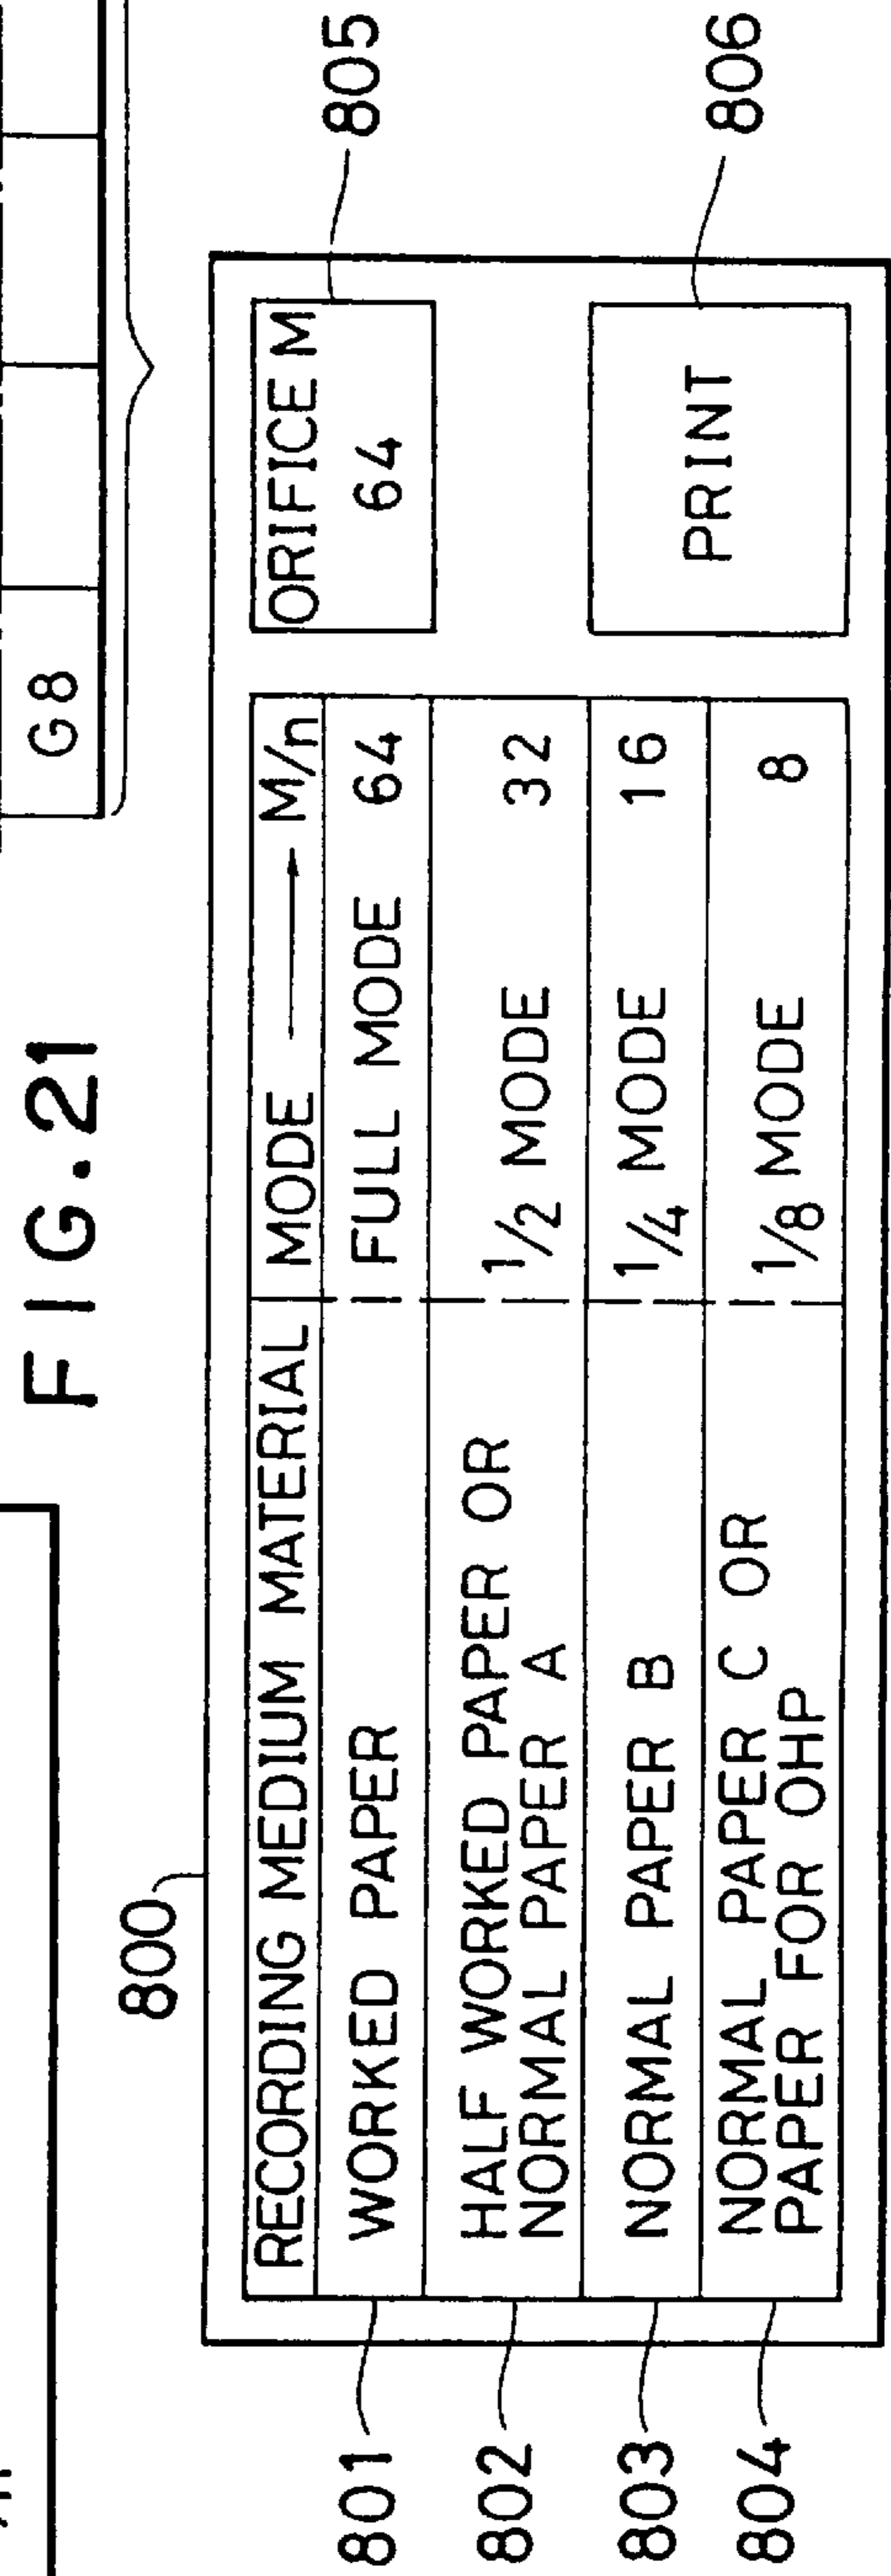 G8
FIG.21
800
RECORDING MEDIUM MATERIAL MODE → M/n
801 WORKED PAPER FULL MODE 64
802 HALF WORKED PAPER OR
NORMAL PAPER A 1/2 MODE 32
803 NORMAL PAPER B 1/4 MODE 16
804 NORMAL PAPER C OR
PAPER FOR OHP 1/8 MODE 8
ORIFICE M
64
805
PRINT
806